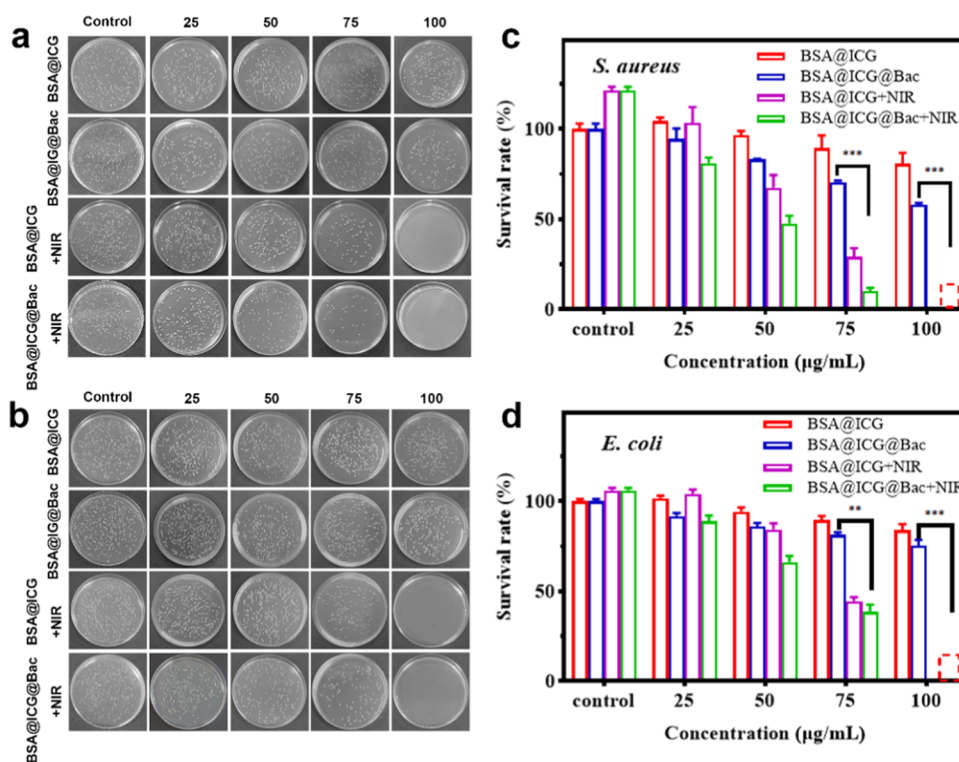 a
Control 25 50 75 100
BSA@ICG
BSA@IG@Bac
BSA@ICG
+NIR
BSA@ICG@Bac
+NIR
b
Control 25 50 75 100
BSA@ICG
BSA@IG@Bac
BSA@ICG
+NIR
BSA@ICG@Bac
+NIR
c
S. aureus
BSA@ICG
BSA@ICG@Bac
BSA@ICG+NIR
BSA@ICG@Bac+NIR
Survival rate (%)
100
50
0
***
***
control 25 50 75 100
Concentration (μg/mL)
d
E. coli
BSA@ICG
BSA@ICG@Bac
BSA@ICG+NIR
BSA@ICG@Bac+NIR
Survival rate (%)
100
50
0
**
***
control 25 50 75 100
Concentration (μg/mL)